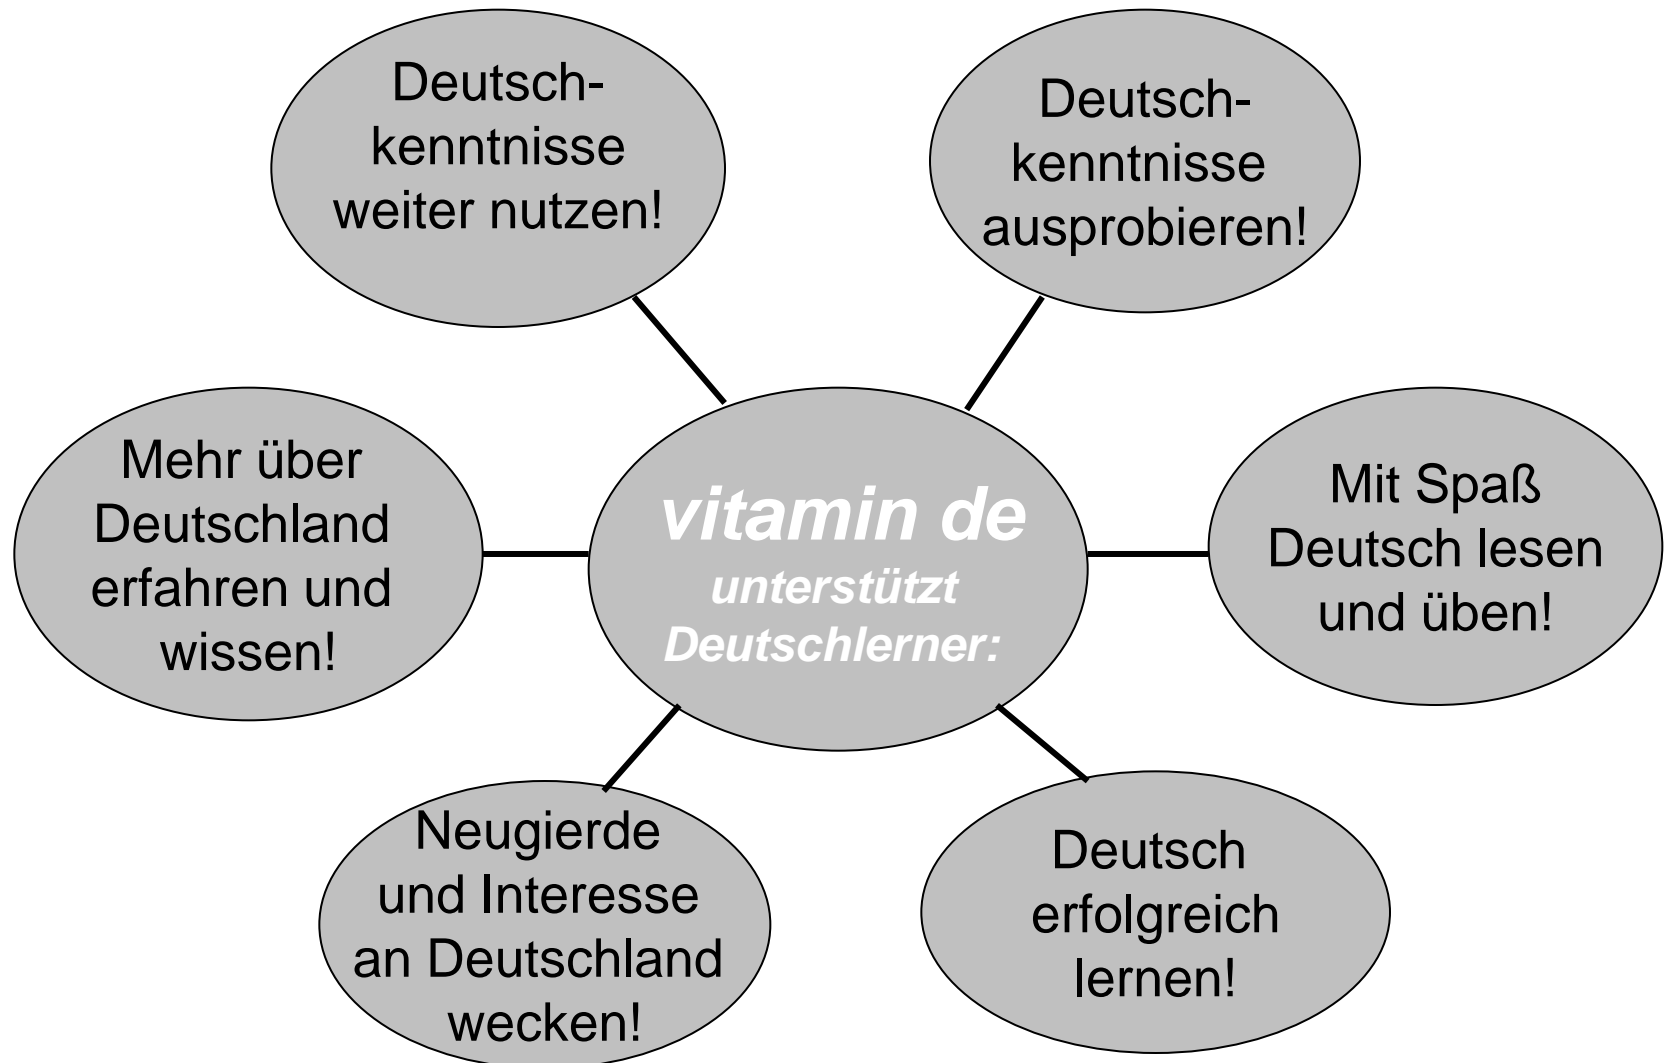 Deutsch-
kenntnisse
weiter nutzen!
Deutsch-
kenntnisse
ausprobieren!
Mehr über
Deutschland
erfahren und
wissen!
vitamin de
unterstützt
Deutschlerner:
Mit Spaß
Deutsch lesen
und üben!
Neugierde
und Interesse
an Deutschland
wecken!
Deutsch
erfolgreich
lernen!